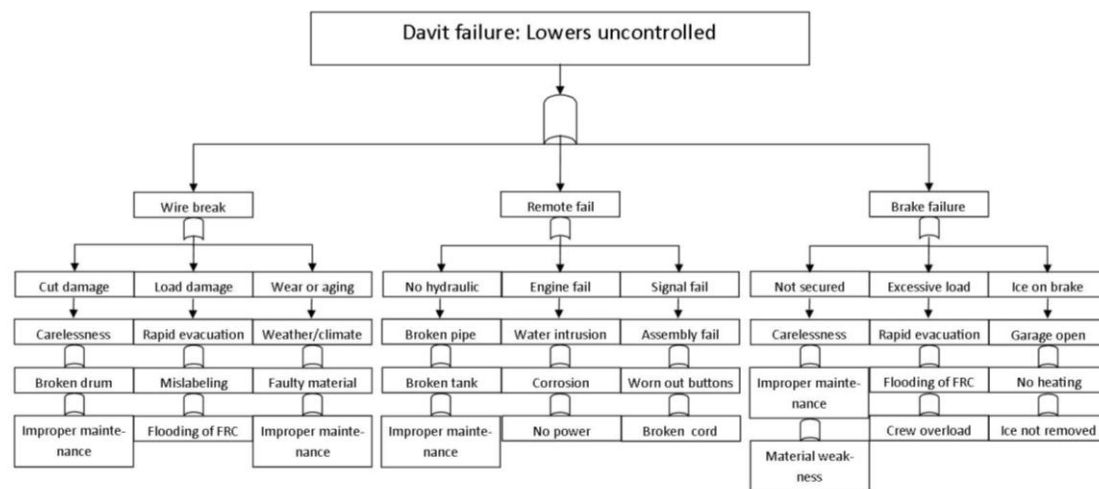 Davit failure: Lowers uncontrolled
Wire break
Remote fail
Brake failure
Cut damage
Load damage
Wear or aging
No hydraulic
Engine fail
Signal fail
Not secured
Excessive load
Ice on brake
Carelessness
Rapid evacuation
Weather/climate
Broken pipe
Water intrusion
Assembly fail
Carelessness
Rapid evacuation
Garage open
Broken drum
Mislabeling
Faulty material
Broken tank
Corrosion
Worn out buttons
Improper mainte-
nance
Flooding of FRC
No heating
Improper mainte-
nance
Flooding of FRC
Improper mainte-
nance
Improper mainte-
nance
No power
Broken cord
Material weak-
ness
Crew overload
Ice not removed